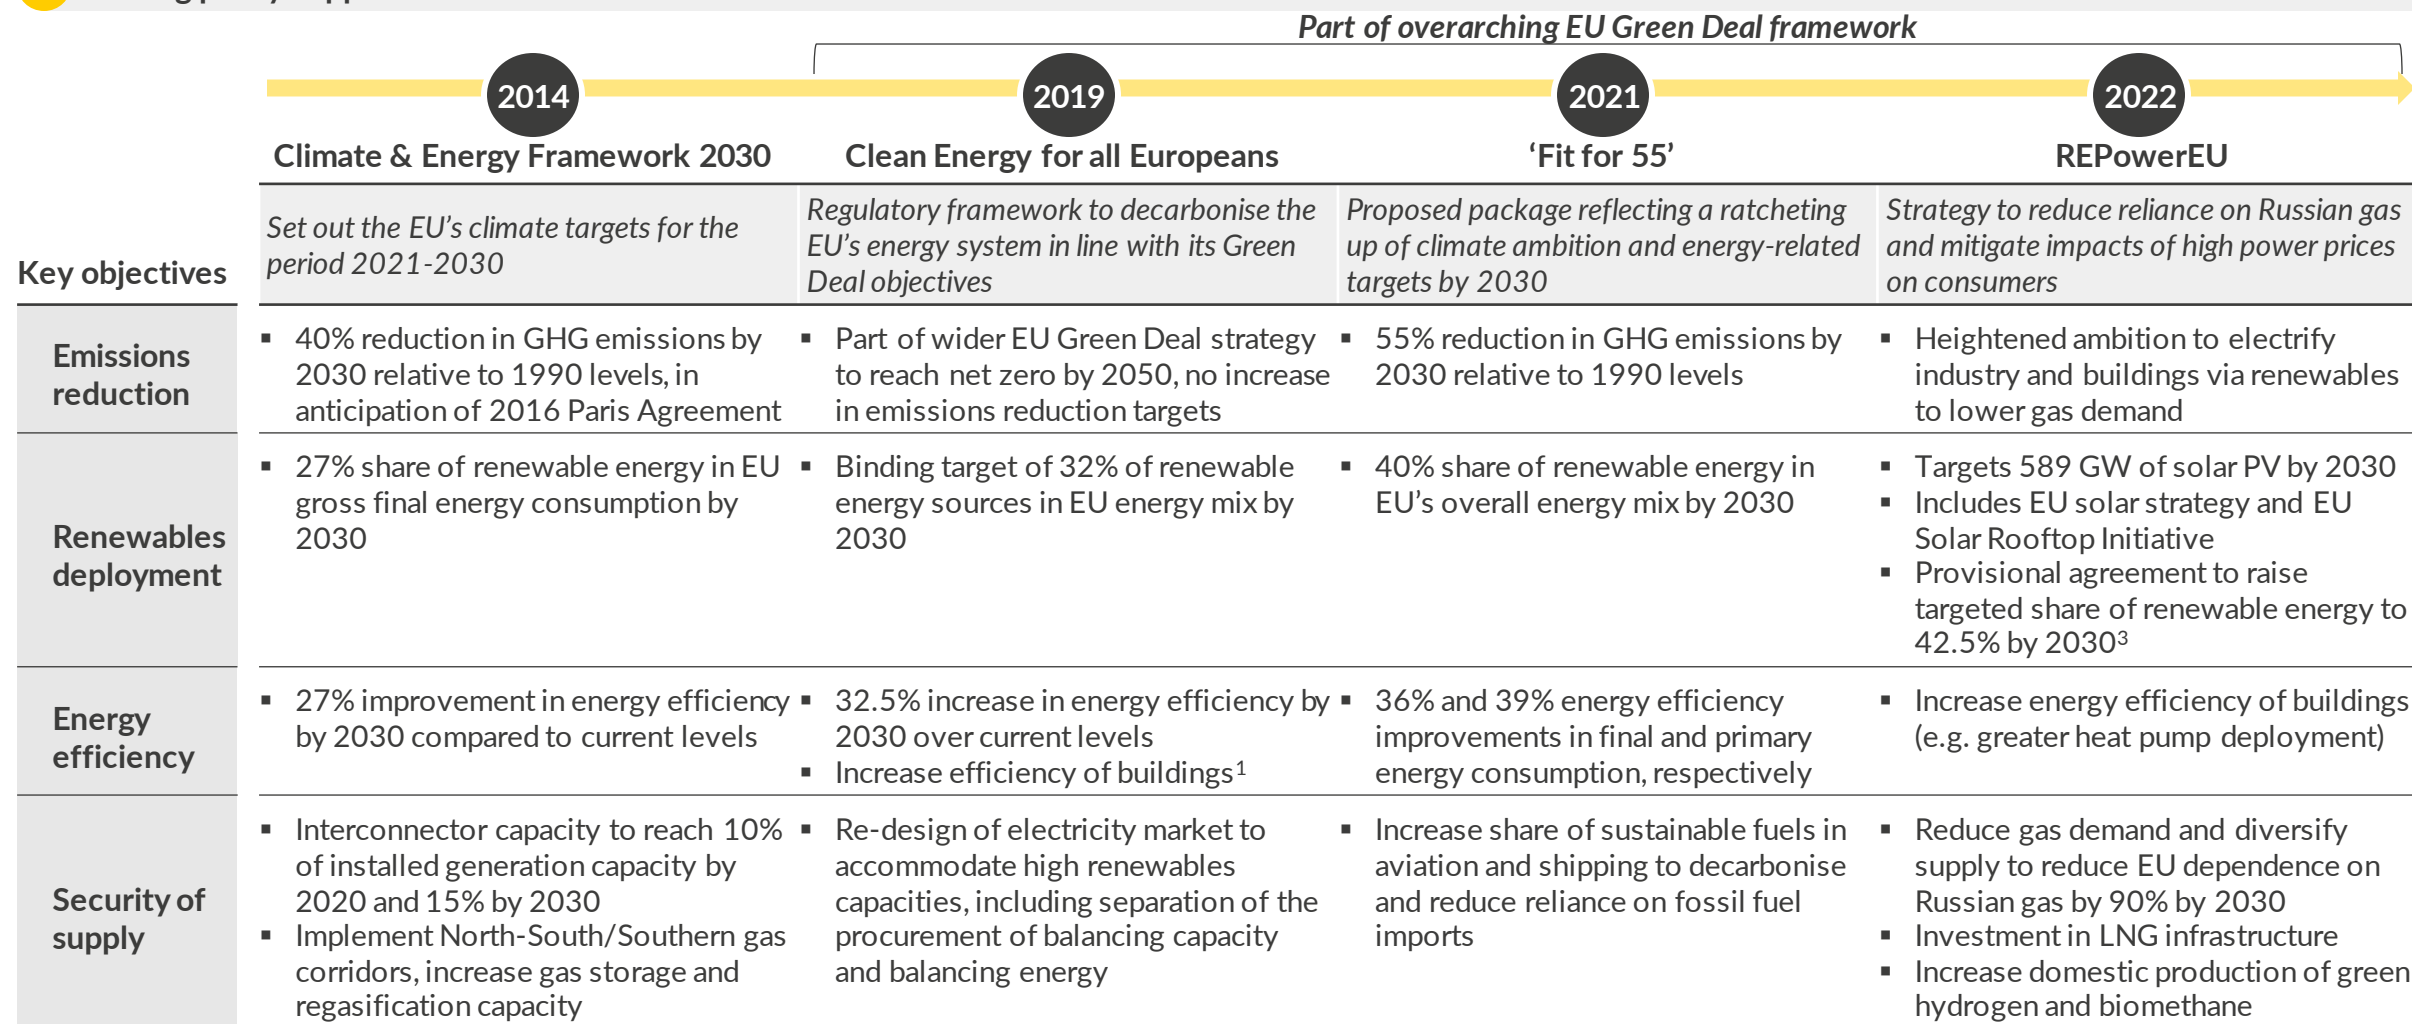 Part of overarching EU Green Deal framework
2014
2019
2021
2022
Climate & Energy Framework 2030
Clean Energy for all Europeans
‘Fit for 55’
REPowerEU
Key objectives
Set out the EU’s climate targets for the
period 2021-2030
Regulatory framework to decarbonise the
EU’s energy system in line with its Green
Deal objectives
Proposed package reflecting a ratcheting
up of climate ambition and energy-related
targets by 2030
Strategy to reduce reliance on Russian gas
and mitigate impacts of high power prices
on consumers
Emissions
reduction
▪ 40% reduction in GHG emissions by
2030 relative to 1990 levels, in
anticipation of 2016 Paris Agreement
▪ Part of wider EU Green Deal strategy
to reach net zero by 2050, no increase
in emissions reduction targets
▪ 55% reduction in GHG emissions by
2030 relative to 1990 levels
▪ Heightened ambition to electrify
industry and buildings via renewables
to lower gas demand
Renewables
deployment
▪ 27% share of renewable energy in EU
gross final energy consumption by
2030
▪ Binding target of 32% of renewable
energy sources in EU energy mix by
2030
▪ 40% share of renewable energy in
EU’s overall energy mix by 2030
▪ Targets 589 GW of solar PV by 2030
▪ Includes EU solar strategy and EU
Solar Rooftop Initiative
▪ Provisional agreement to raise
targeted share of renewable energy to
42.5% by 2030³
Energy
efficiency
▪ 27% improvement in energy efficiency
by 2030 compared to current levels
▪ 32.5% increase in energy efficiency by
2030 over current levels
▪ Increase efficiency of buildings¹
▪ 36% and 39% energy efficiency
improvements in final and primary
energy consumption, respectively
▪ Increase energy efficiency of buildings
(e.g. greater heat pump deployment)
Security of
supply
▪ Interconnector capacity to reach 10%
of installed generation capacity by
2020 and 15% by 2030
▪ Implement North-South/Southern gas
corridors, increase gas storage and
regasification capacity
▪ Re-design of electricity market to
accommodate high renewables
capacities, including separation of the
procurement of balancing capacity
and balancing energy
▪ Increase share of sustainable fuels in
aviation and shipping to decarbonise
and reduce reliance on fossil fuel
imports
▪ Reduce gas demand and diversify
supply to reduce EU dependence on
Russian gas by 90% by 2030
▪ Investment in LNG infrastructure
▪ Increase domestic production of green
hydrogen and biomethane